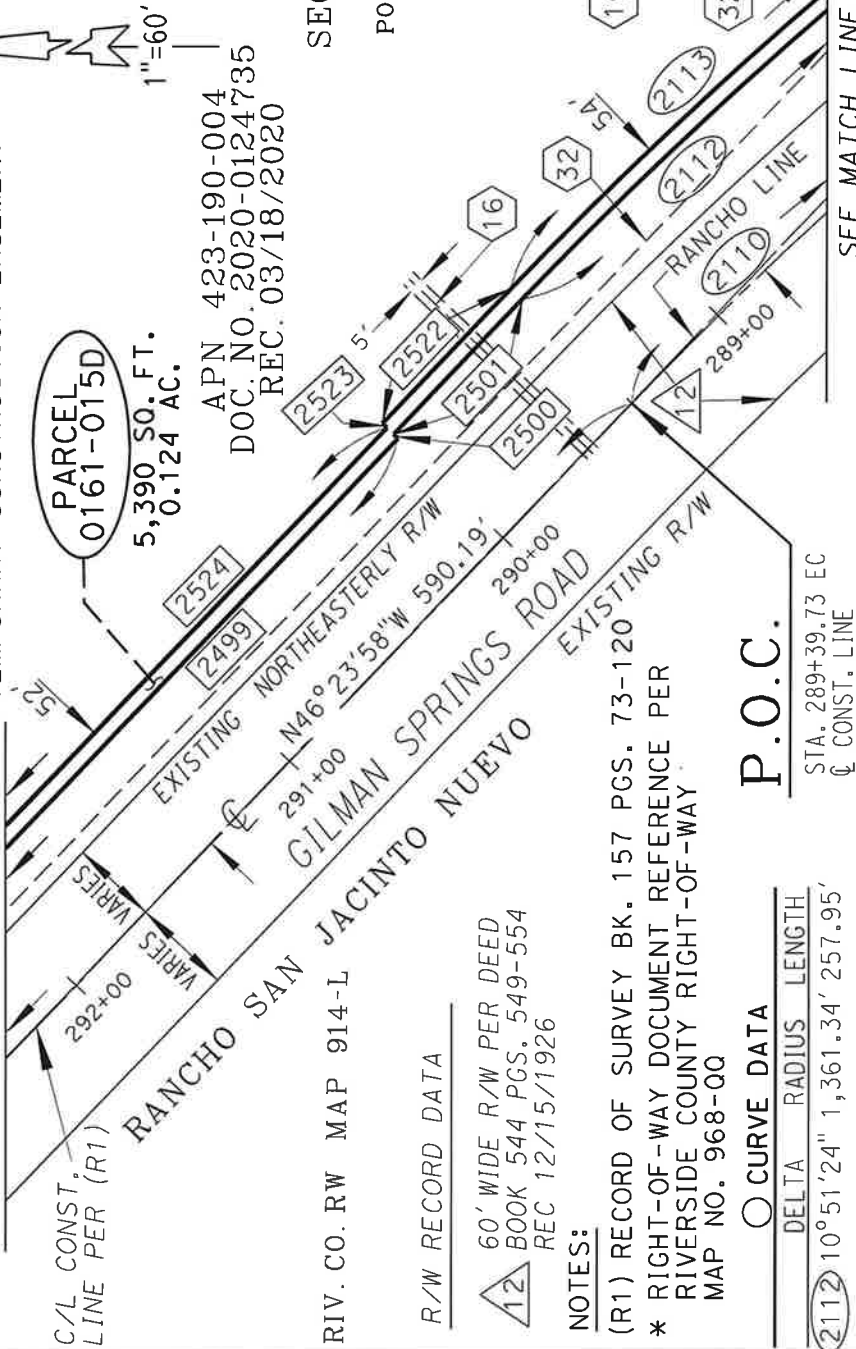 1"=60'
PARCEL
0161-015D
5,390 SQ. FT.
0.124 AC.
APN 423-190-004
DOC. NO. 2020-0124735
REC. 03/18/2020
52'
2524
2499
2523
2522
2501
2500
5'
16
32
54'
2113
2112
RANCHO LINE
2110
289+00
12
SEE MATCH LINE
EXISTING NORTHEASTERLY R/W
N46°23'58"W 590.19'
290+00
291+00
292+00
℄
GILMAN SPRINGS ROAD
EXISTING R/W
VARIES
VARIES
RANCHO SAN JACINTO NUEVO
C/L CONST.
LINE PER (R1)
RIV. CO. RW MAP 914-L
P.O.C.
STA. 289+39.73 EC
℄ CONST. LINE
R/W RECORD DATA
12 60' WIDE R/W PER DEED
BOOK 544 PGS. 549-554
REC 12/15/1926
NOTES:
(R1) RECORD OF SURVEY BK. 157 PGS. 73-120
* RIGHT-OF-WAY DOCUMENT REFERENCE PER
RIVERSIDE COUNTY RIGHT-OF-WAY
MAP NO. 968-QQ
CURVE DATA
DELTA RADIUS LENGTH
2112 10°51'24" 1,361.34' 257.95'